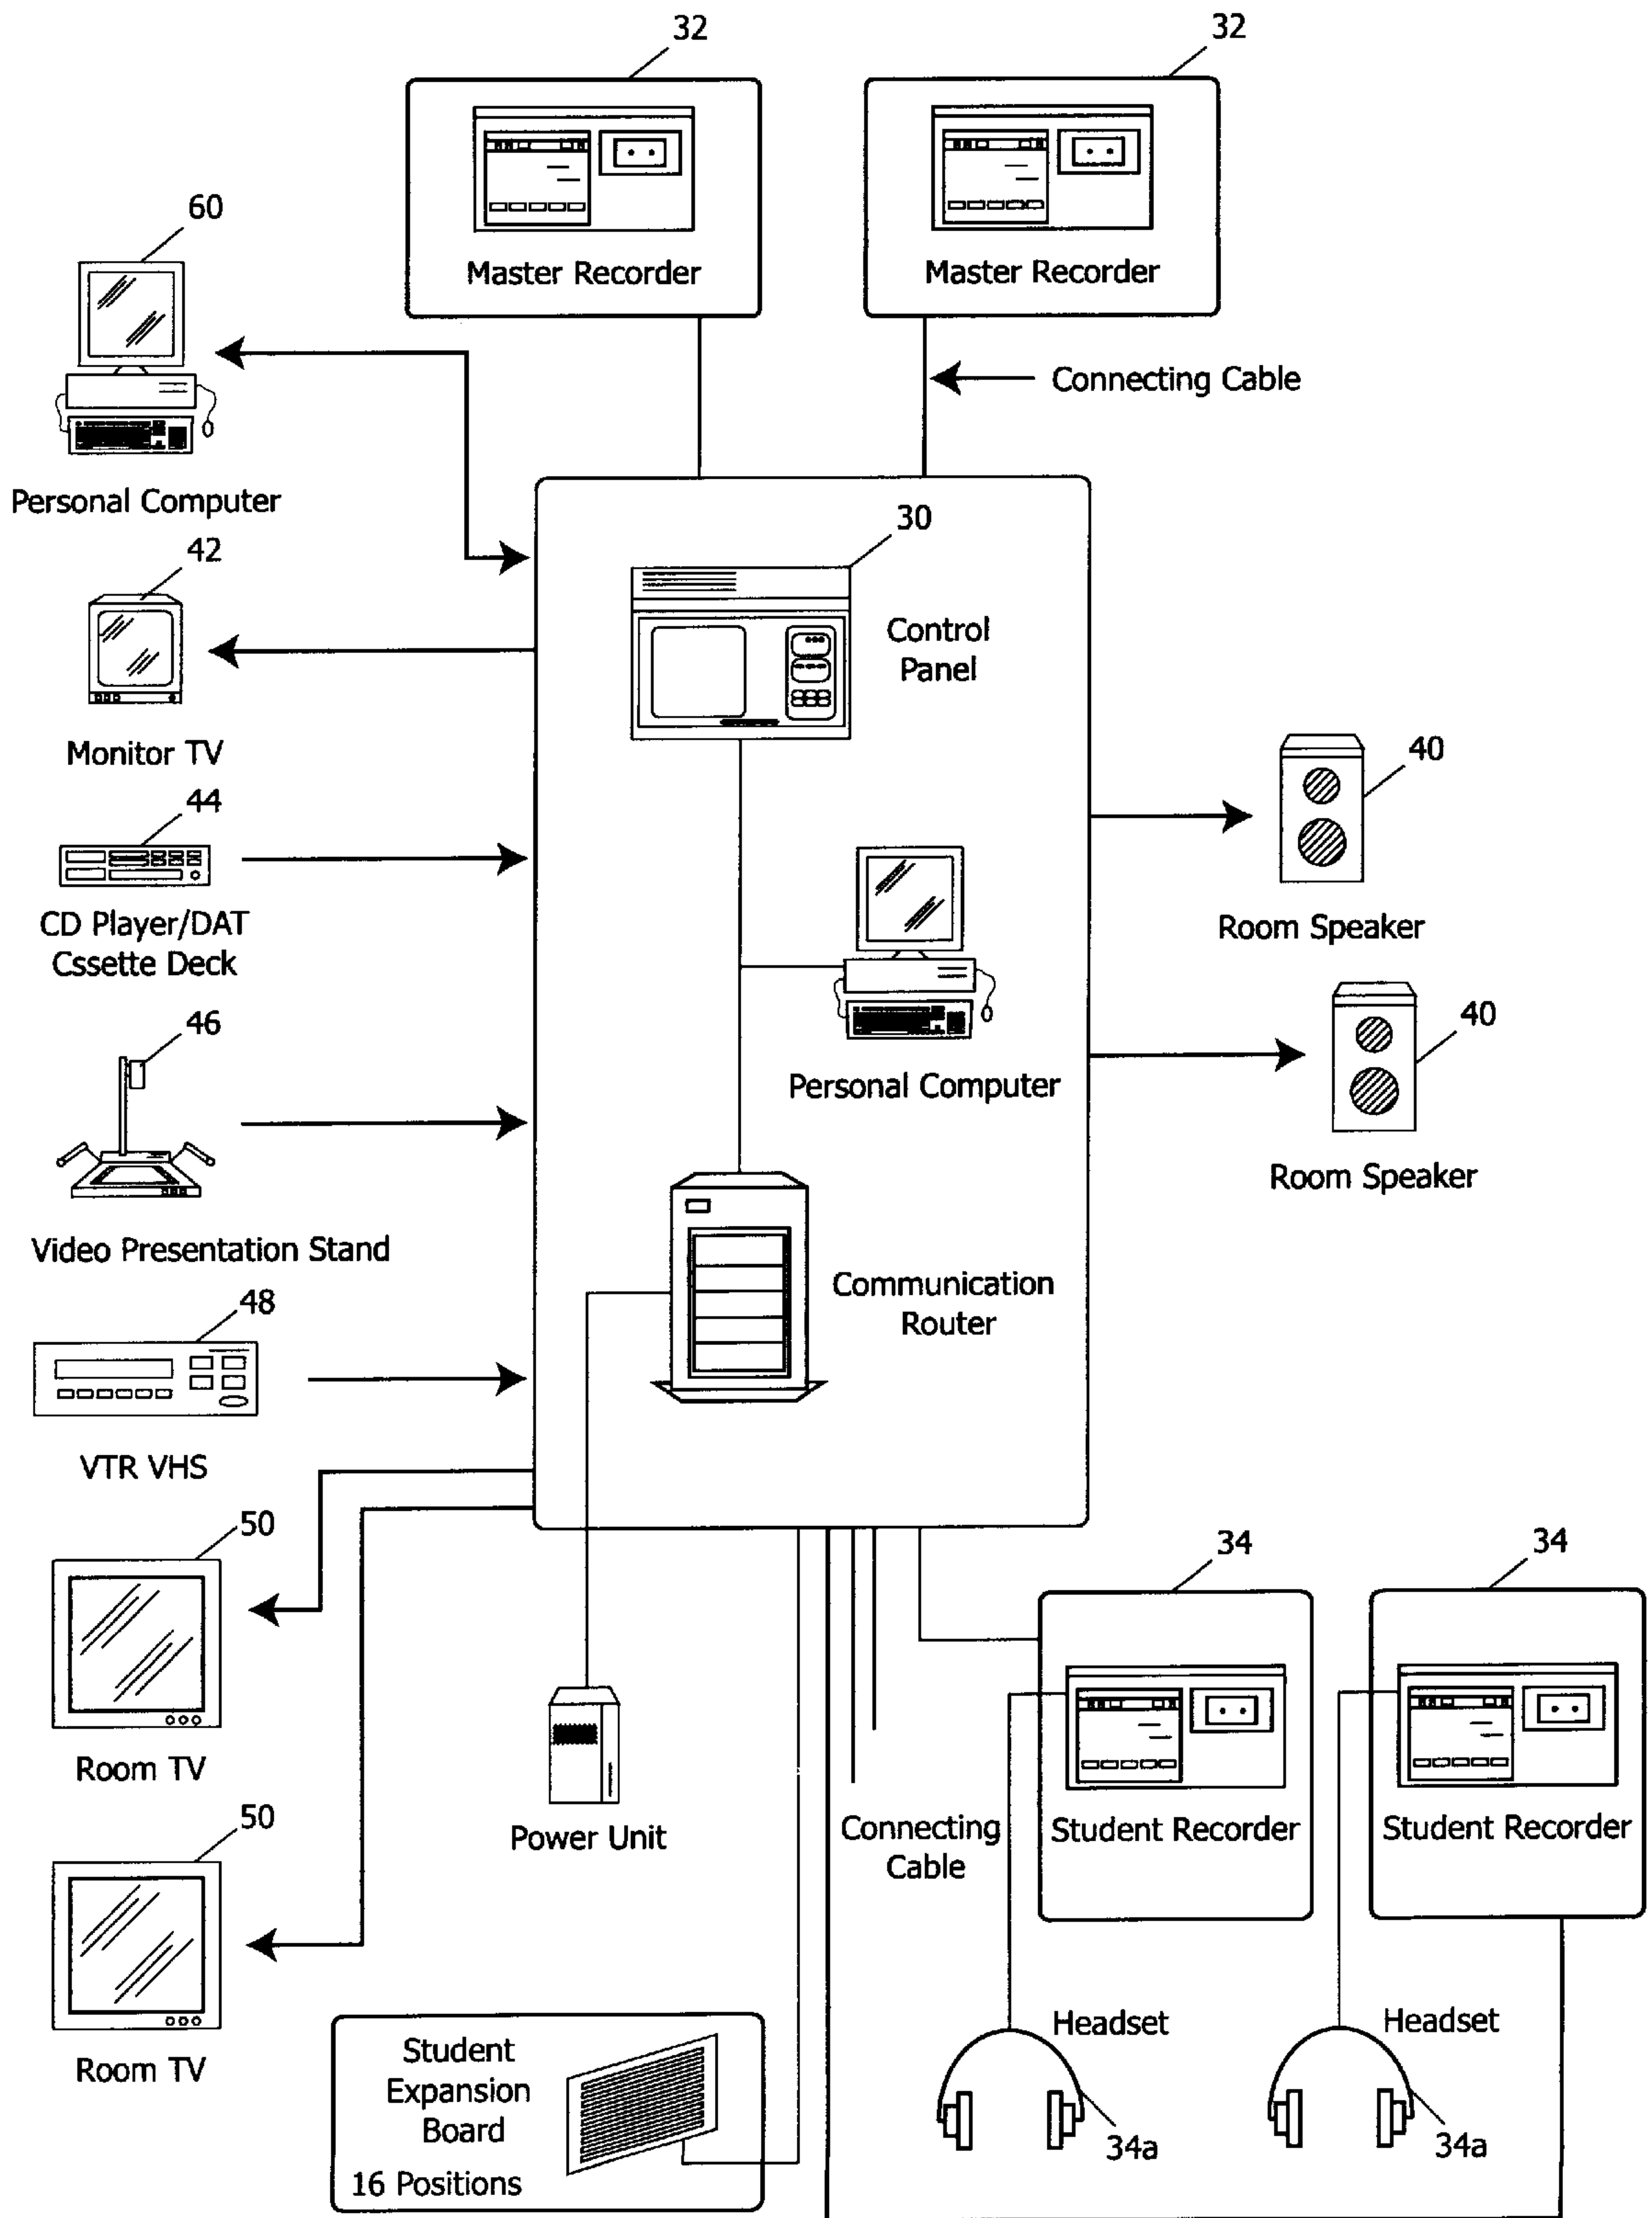 32
32
Master Recorder
Master Recorder
60
Connecting Cable
Personal Computer
30
42
Control
Panel
Monitor TV
40
44
CD Player/DAT
Cssette Deck
Room Speaker
46
40
Personal Computer
Room Speaker
Video Presentation Stand
Communication
Router
48
VTR VHS
50
34
34
Room TV
Power Unit
Connecting
Cable
Student Recorder
Student Recorder
50
Room TV
Headset
Headset
Student
Expansion
Board
16 Positions
34a
34a